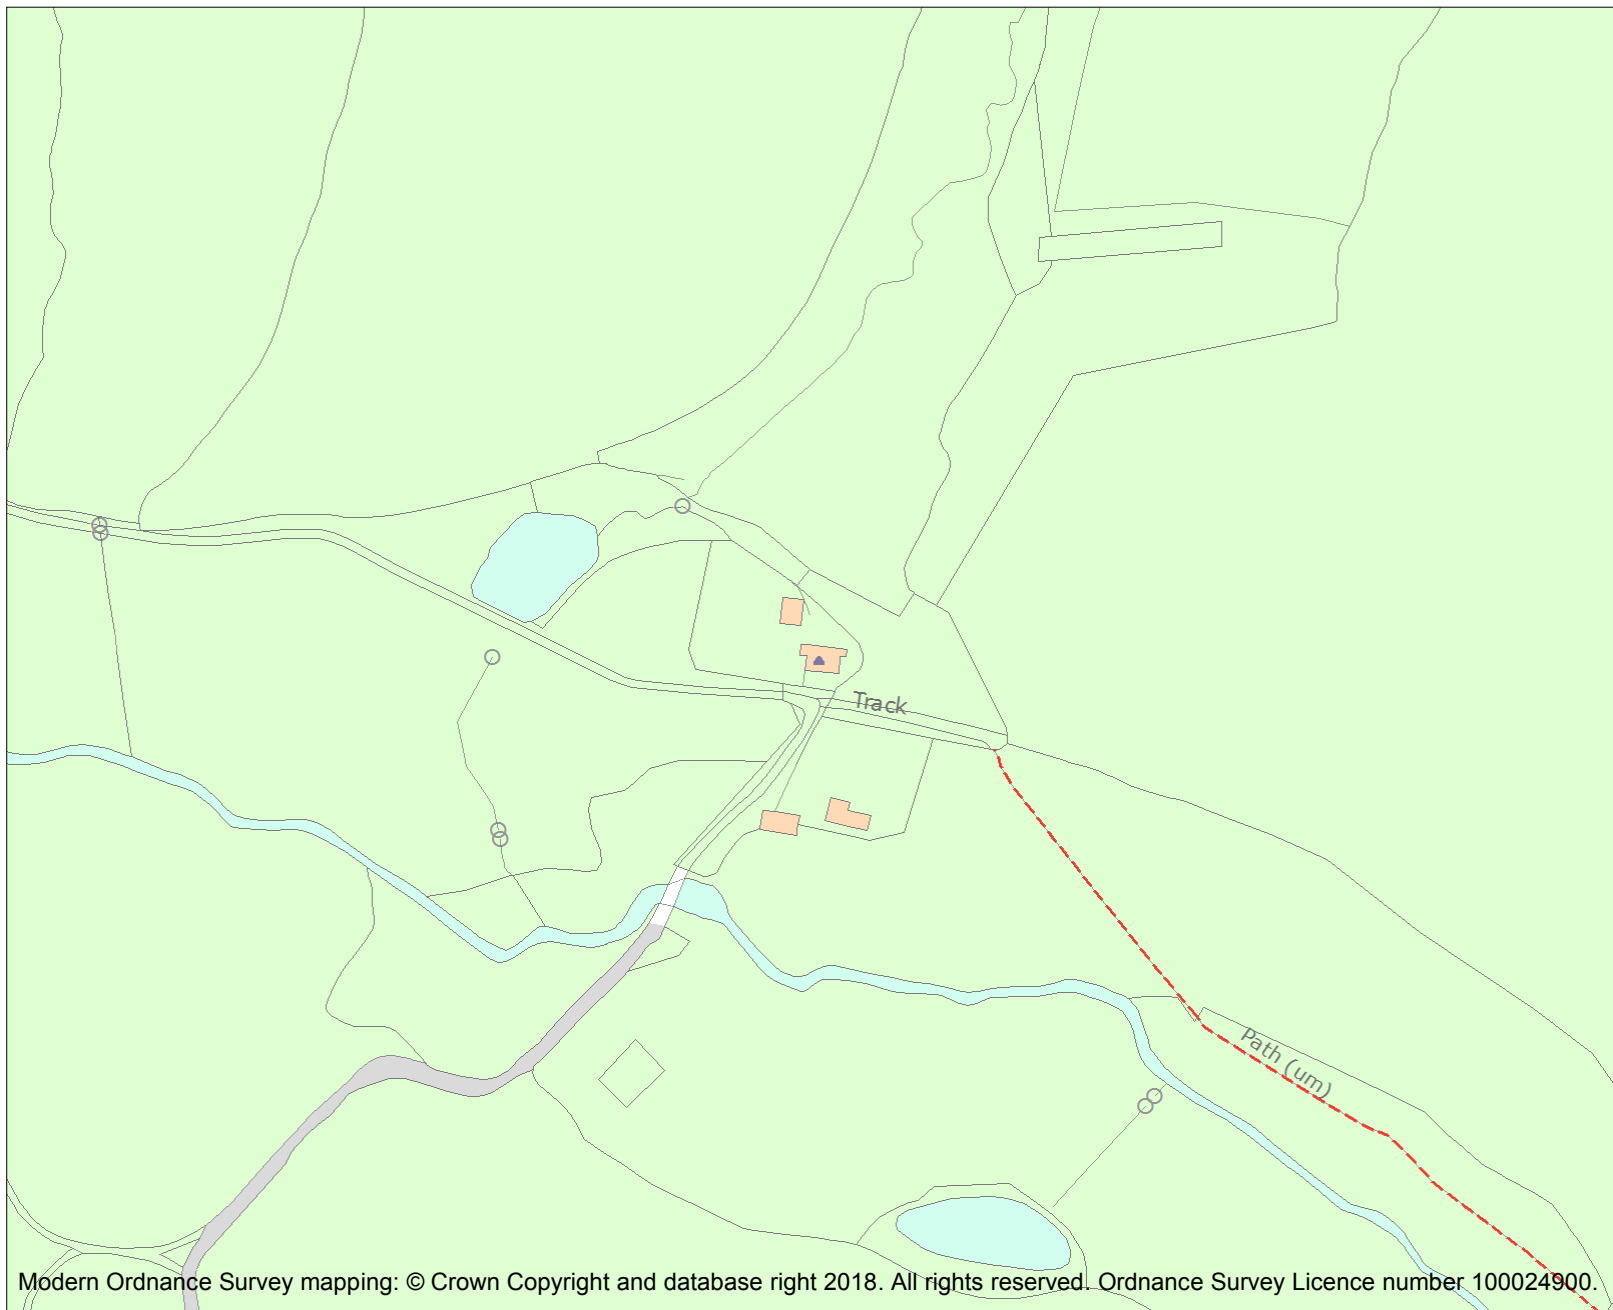 Track
Path (um)
Modern Ordnance Survey mapping: © Crown Copyright and database right 2018. All rights reserved. Ordnance Survey Licence number 100024900.